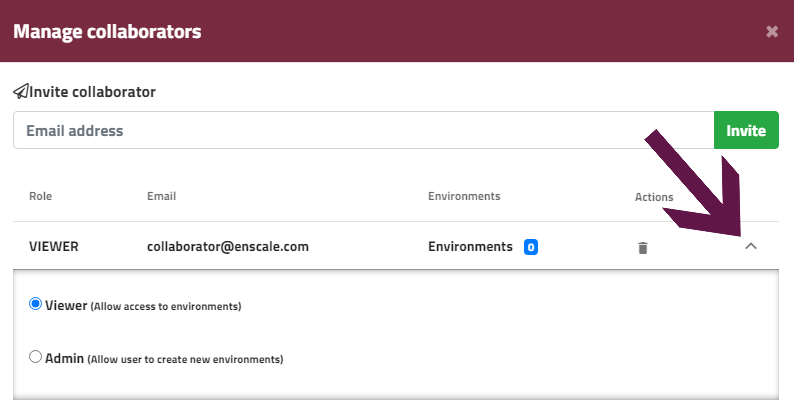 Manage collaborators
Invite collaborator
Email address
Invite
Role Email Environments Actions
VIEWER collaborator@enscale.com Environments 0
Viewer (Allow access to environments)
Admin (Allow user to create new environments)